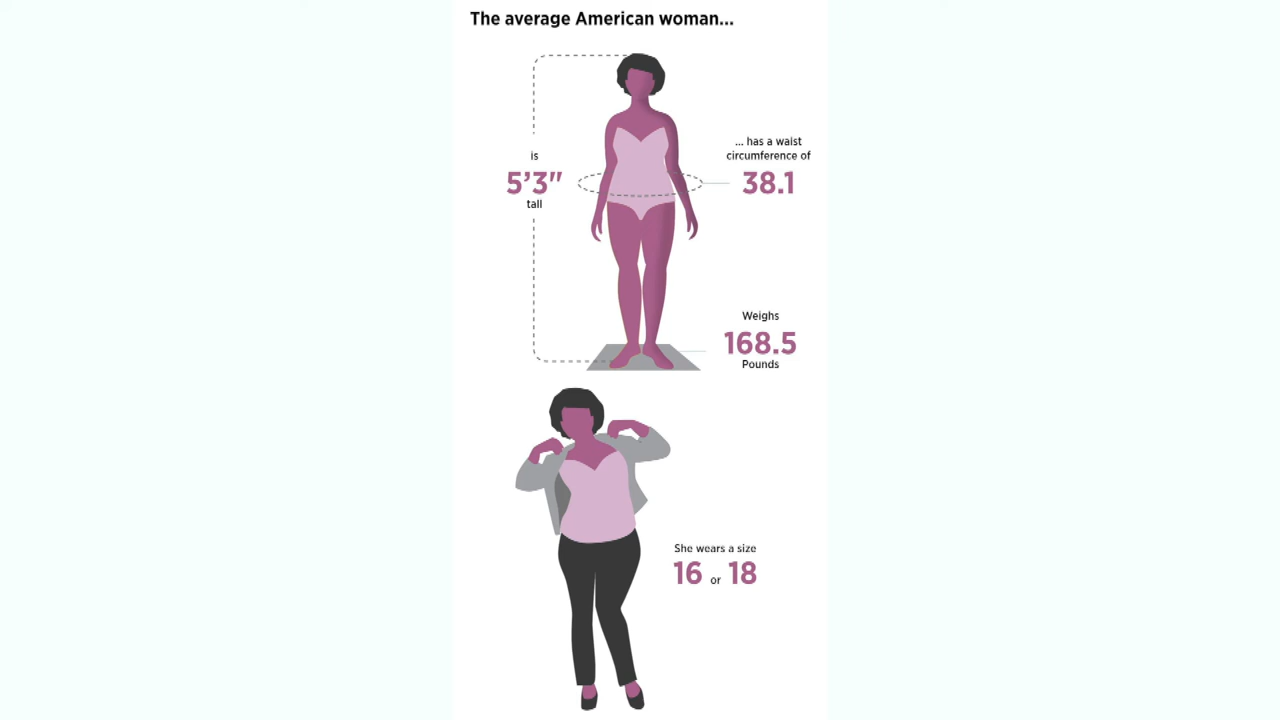 The average American woman...
is
5’3"
tall
... has a waist
circumference of
38.1
Weighs
168.5
Pounds
She wears a size
16 or 18